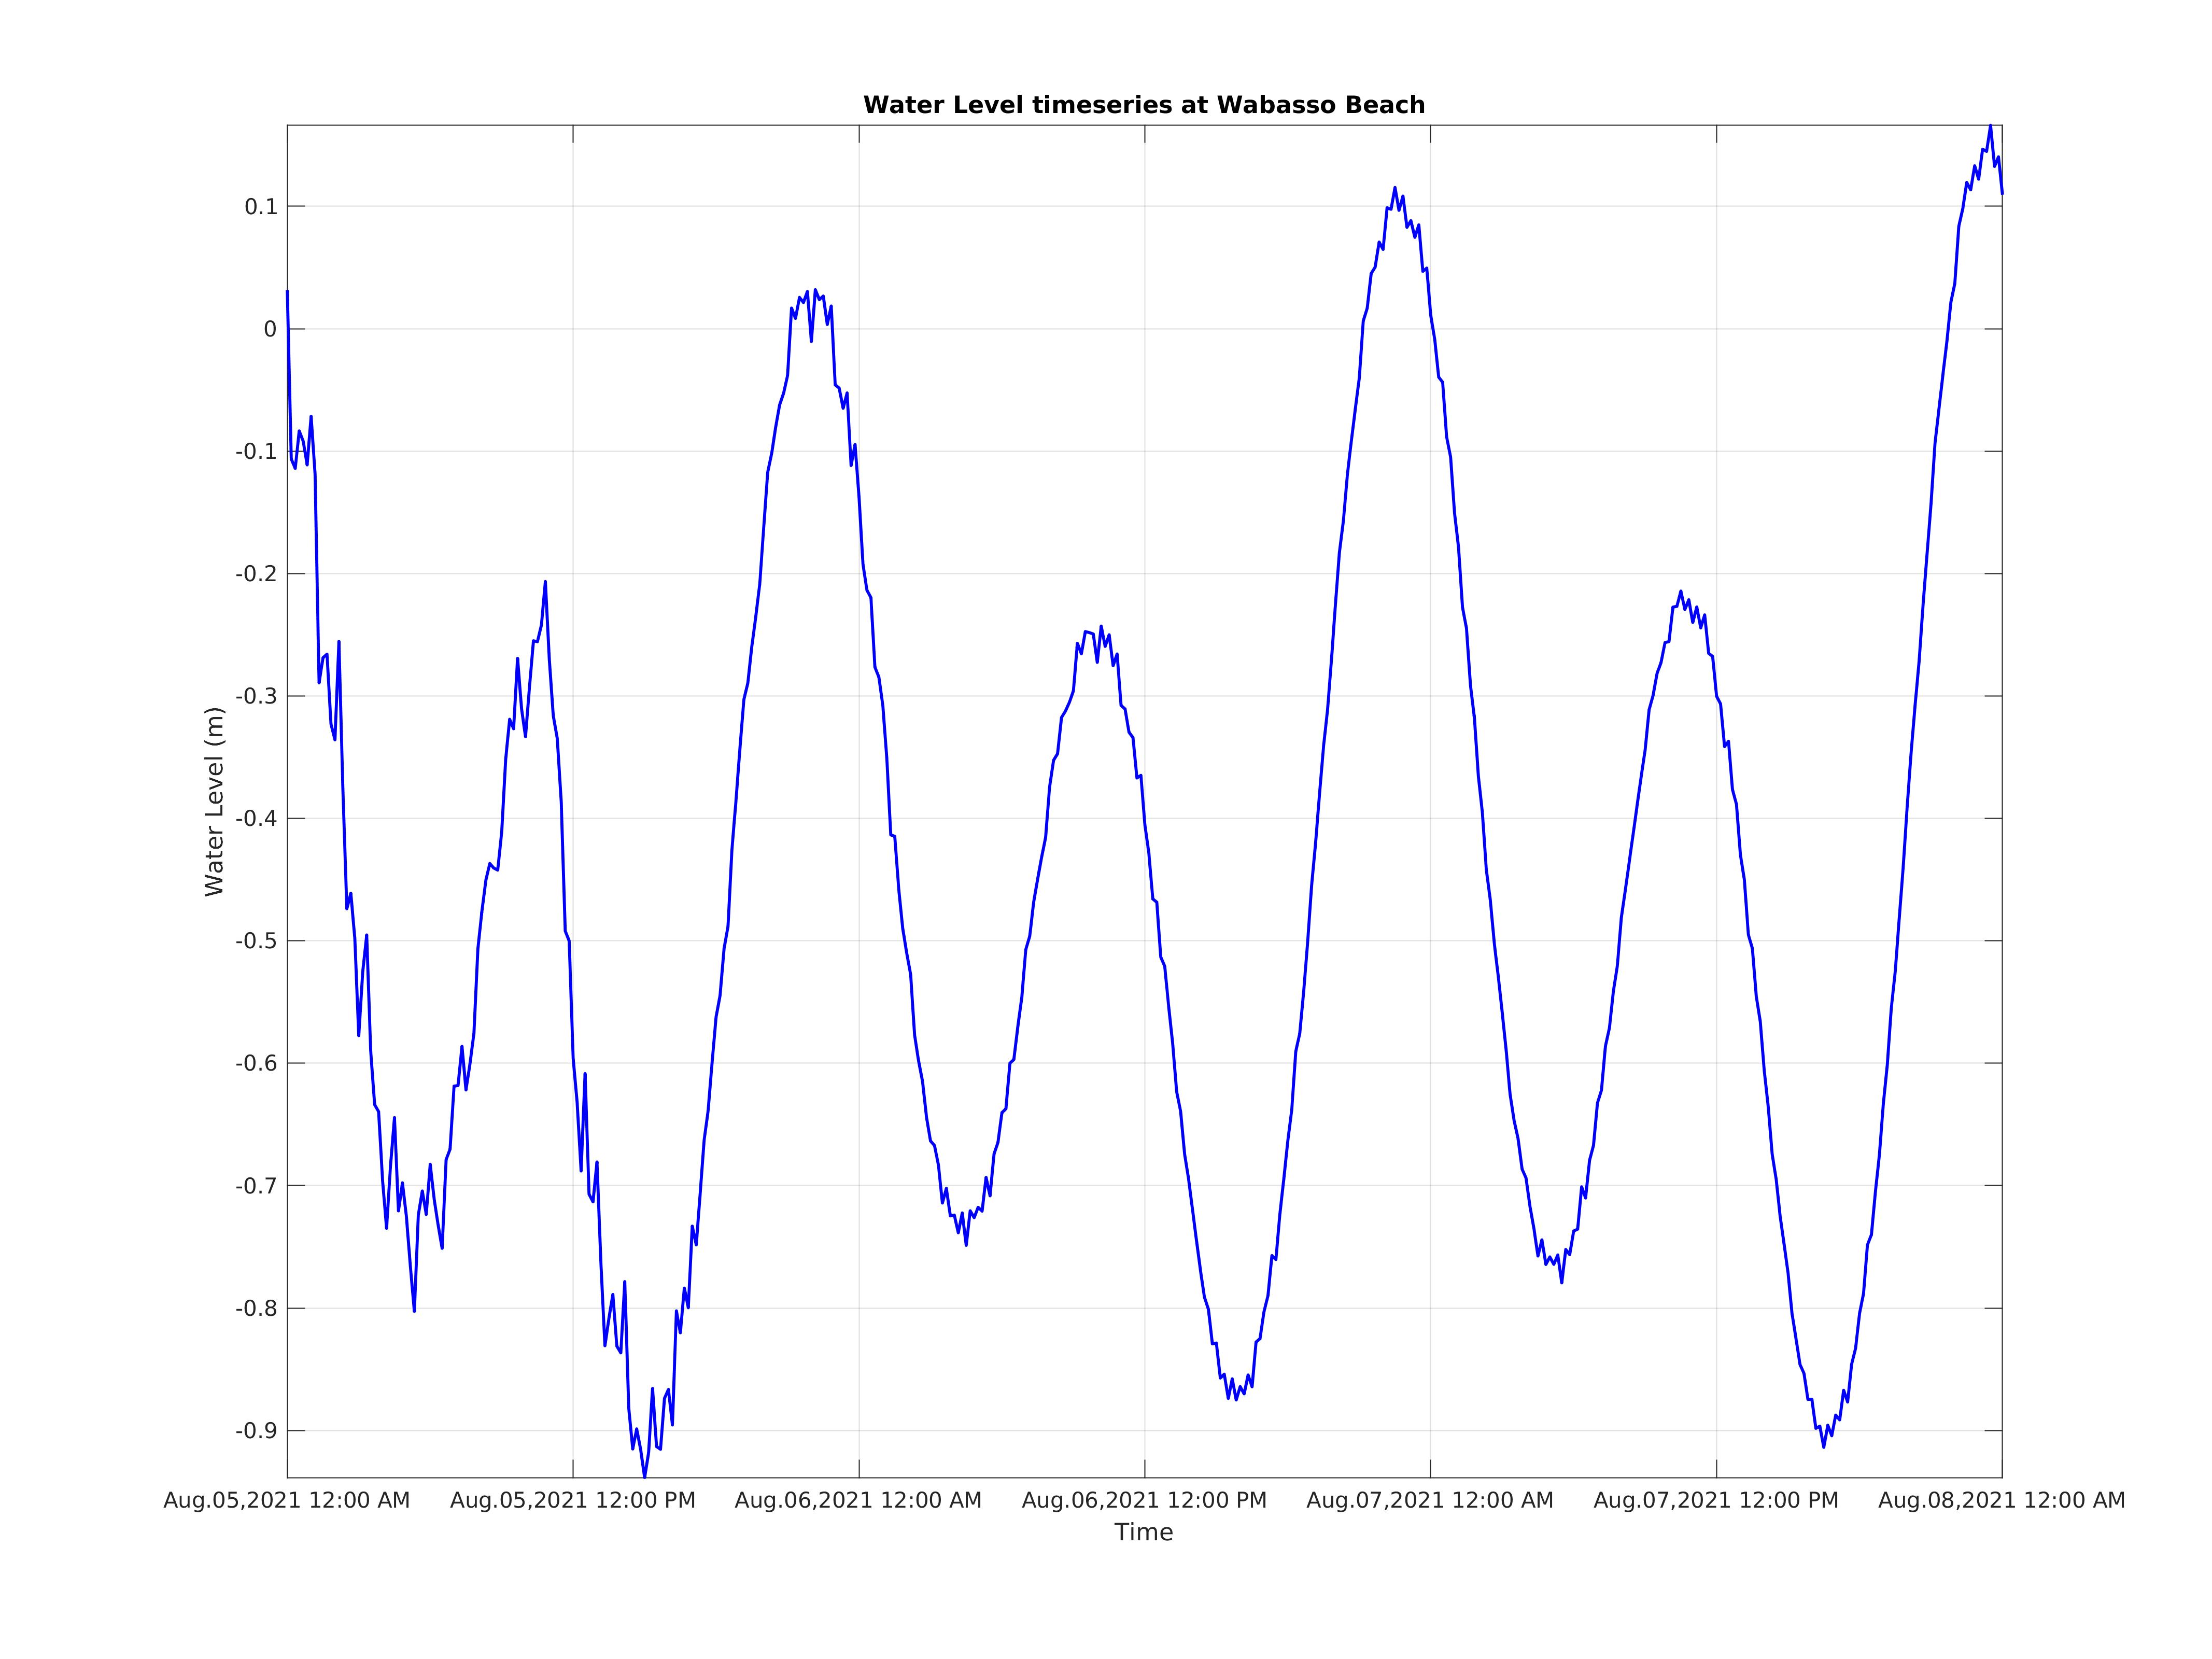 Water Level timeseries at Wabasso Beach
0.1
0
-0.1
-0.2
-0.3
-0.4
-0.5
-0.6
-0.7
-0.8
-0.9
Water Level (m)
Aug.05,2021 12:00 AM
Aug.05,2021 12:00 PM
Aug.06,2021 12:00 AM
Aug.06,2021 12:00 PM
Aug.07,2021 12:00 AM
Aug.07,2021 12:00 PM
Aug.08,2021 12:00 AM
Time